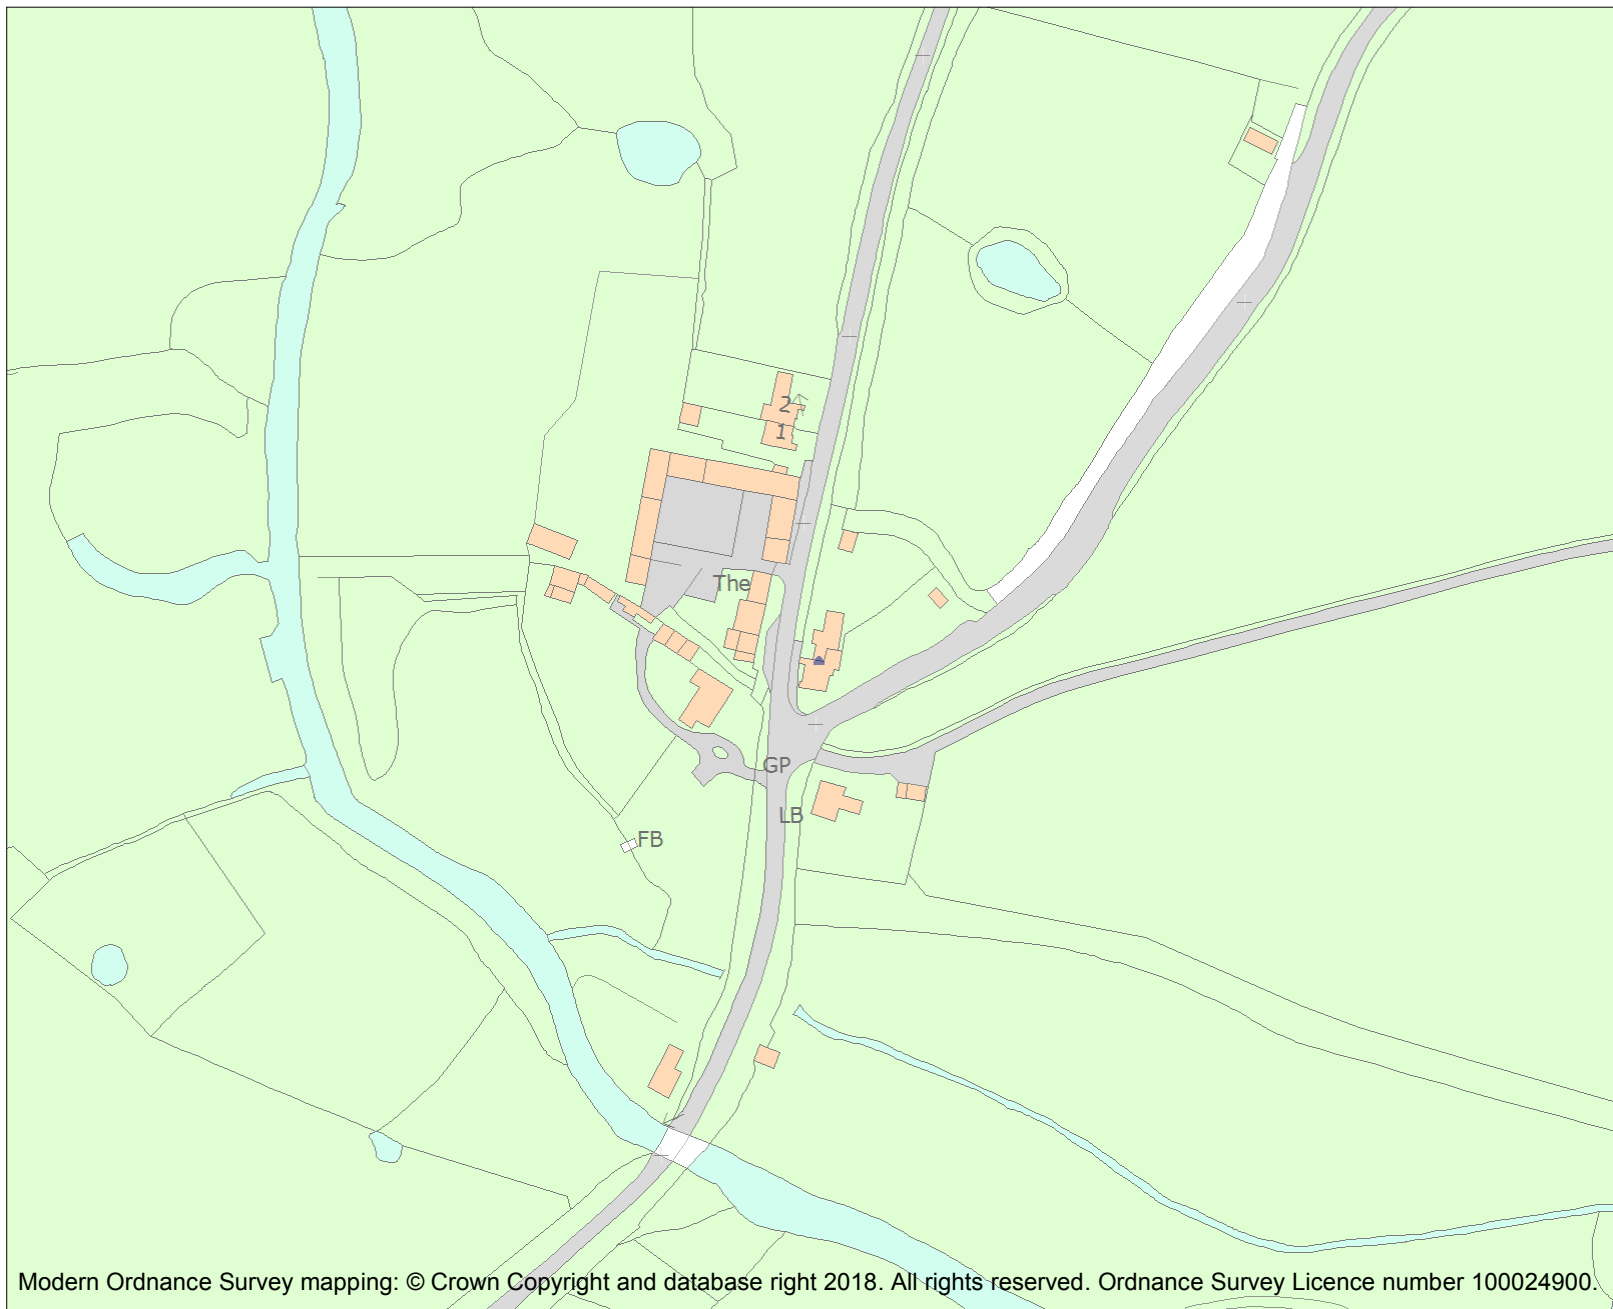 2
1
The
GP
LB
FB
Modern Ordnance Survey mapping: © Crown Copyright and database right 2018. All rights reserved. Ordnance Survey Licence number 100024900.